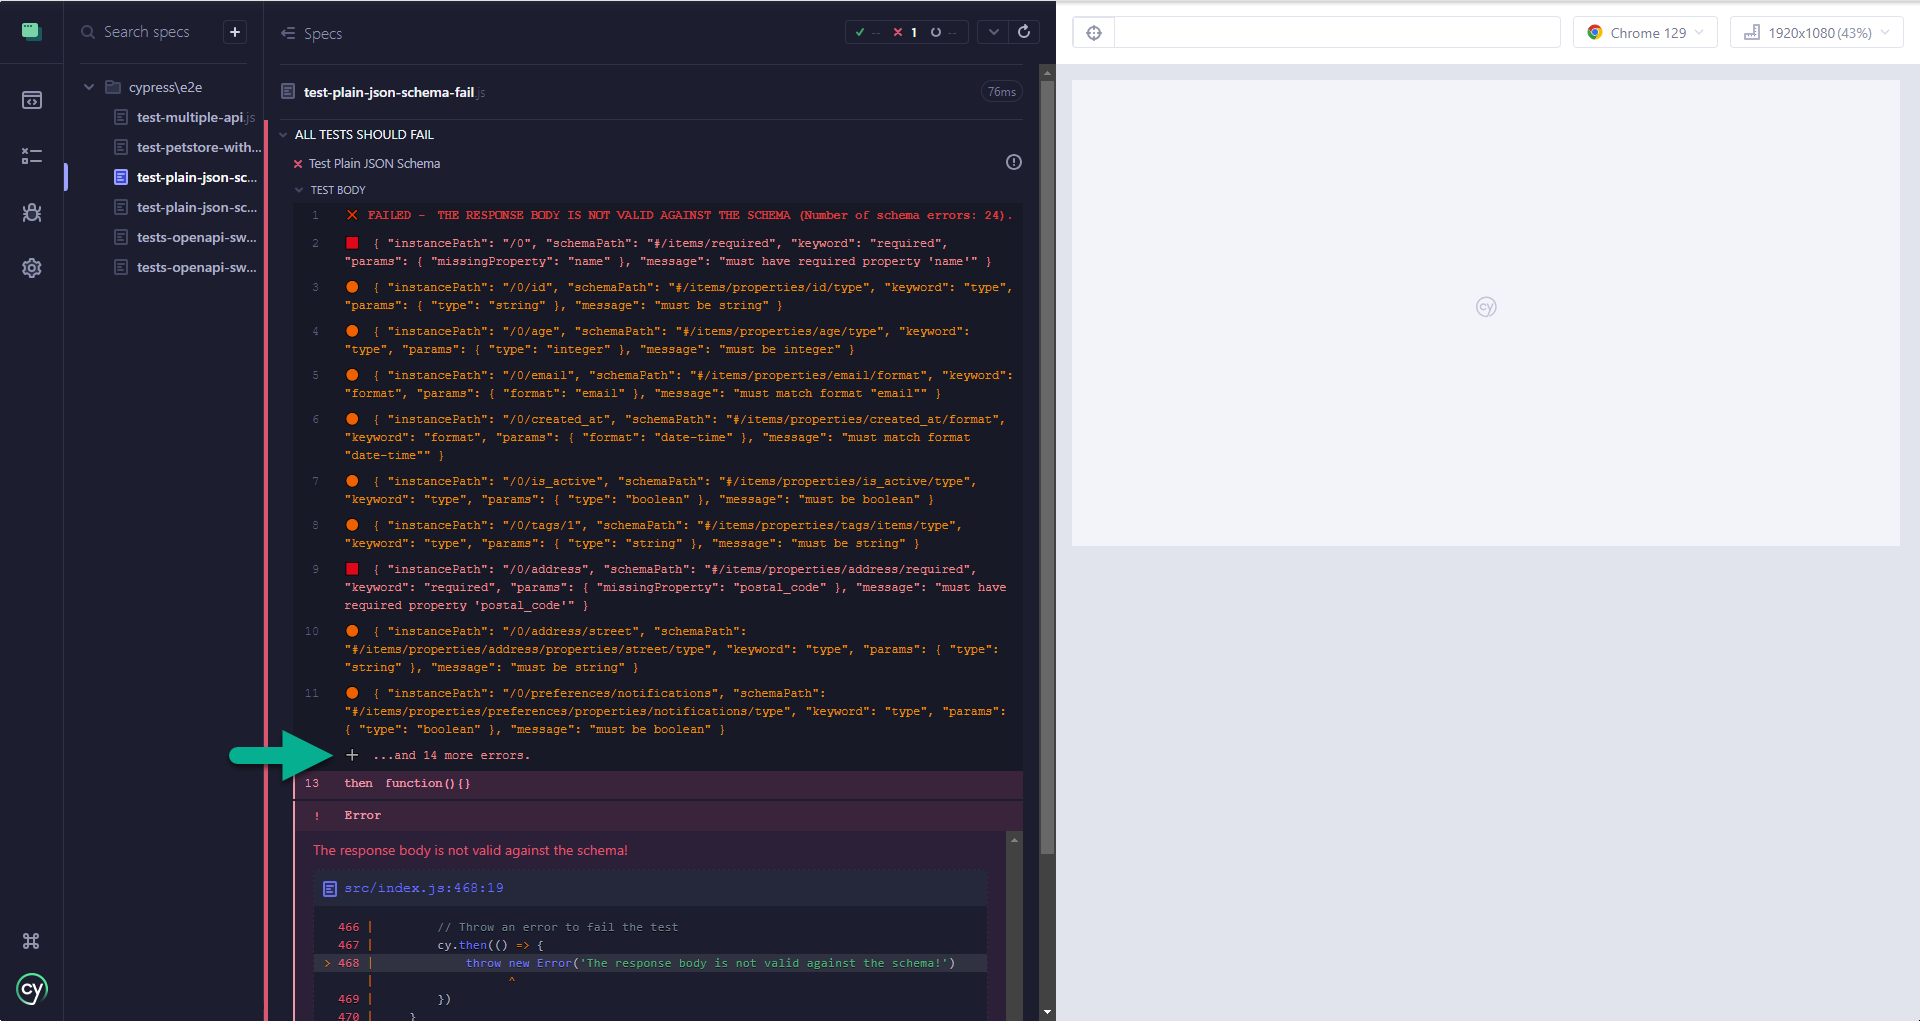 Search specs
+
Specs
✓ -- ✕ 1 --
Chrome 129
1920x1080 (43%)
cypress\e2e
test-multiple-api.js
test-petstore-with...
test-plain-json-sc...
test-plain-json-sc...
tests-openapi-sw...
tests-openapi-sw...
test-plain-json-schema-fail.js
76ms
ALL TESTS SHOULD FAIL
Test Plain JSON Schema
TEST BODY
1 FAILED - THE RESPONSE BODY IS NOT VALID AGAINST THE SCHEMA (Number of schema errors: 24).
2 { "instancePath": "/0", "schemaPath": "#/items/required", "keyword": "required",
"params": { "missingProperty": "name" }, "message": "must have required property 'name'" }
3 { "instancePath": "/0/id", "schemaPath": "#/items/properties/id/type", "keyword": "type",
"params": { "type": "string" }, "message": "must be string" }
4 { "instancePath": "/0/age", "schemaPath": "#/items/properties/age/type", "keyword":
"type", "params": { "type": "integer" }, "message": "must be integer" }
5 { "instancePath": "/0/email", "schemaPath": "#/items/properties/email/format", "keyword":
"format", "params": { "format": "email" }, "message": "must match format "email"" }
6 { "instancePath": "/0/created_at", "schemaPath": "#/items/properties/created_at/format",
"keyword": "format", "params": { "format": "date-time" }, "message": "must match format
"date-time"" }
7 { "instancePath": "/0/is_active", "schemaPath": "#/items/properties/is_active/type",
"keyword": "type", "params": { "type": "boolean" }, "message": "must be boolean" }
8 { "instancePath": "/0/tags/1", "schemaPath": "#/items/properties/tags/items/type",
"keyword": "type", "params": { "type": "string" }, "message": "must be string" }
9 { "instancePath": "/0/address", "schemaPath": "#/items/properties/address/required",
"keyword": "required", "params": { "missingProperty": "postal_code" }, "message": "must have
required property 'postal_code'" }
10 { "instancePath": "/0/address/street", "schemaPath":
"#/items/properties/address/properties/street/type", "keyword": "type", "params": { "type":
"string" }, "message": "must be string" }
11 { "instancePath": "/0/preferences/notifications", "schemaPath":
"#/items/properties/preferences/properties/notifications/type", "keyword": "type", "params":
{ "type": "boolean" }, "message": "must be boolean" }
...and 14 more errors.
13 then function(){}
! Error
The response body is not valid against the schema!
src/index.js:468:19
466 | // Throw an error to fail the test
467 | cy.then(() => {
> 468 | throw new Error('The response body is not valid against the schema!')
| ^
469 | })
470 | }
cy
cy